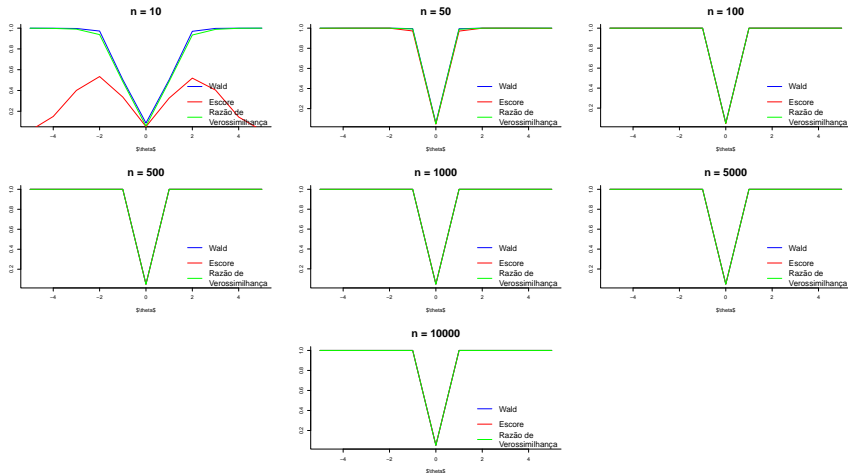 n = 10
0.2 0.4 0.6 0.8 1.0
Wald
Escore
Razão de
Verossimilhança
−4 −2 0 2 4
$\theta$
n = 50
0.2 0.4 0.6 0.8 1.0
Wald
Escore
Razão de
Verossimilhança
−4 −2 0 2 4
$\theta$
n = 100
0.2 0.4 0.6 0.8 1.0
Wald
Escore
Razão de
Verossimilhança
−4 −2 0 2 4
$\theta$
n = 500
0.2 0.4 0.6 0.8 1.0
Wald
Escore
Razão de
Verossimilhança
−4 −2 0 2 4
$\theta$
n = 1000
0.2 0.4 0.6 0.8 1.0
Wald
Escore
Razão de
Verossimilhança
−4 −2 0 2 4
$\theta$
n = 5000
0.2 0.4 0.6 0.8 1.0
Wald
Escore
Razão de
Verossimilhança
−4 −2 0 2 4
$\theta$
n = 10000
0.2 0.4 0.6 0.8 1.0
Wald
Escore
Razão de
Verossimilhança
−4 −2 0 2 4
$\theta$